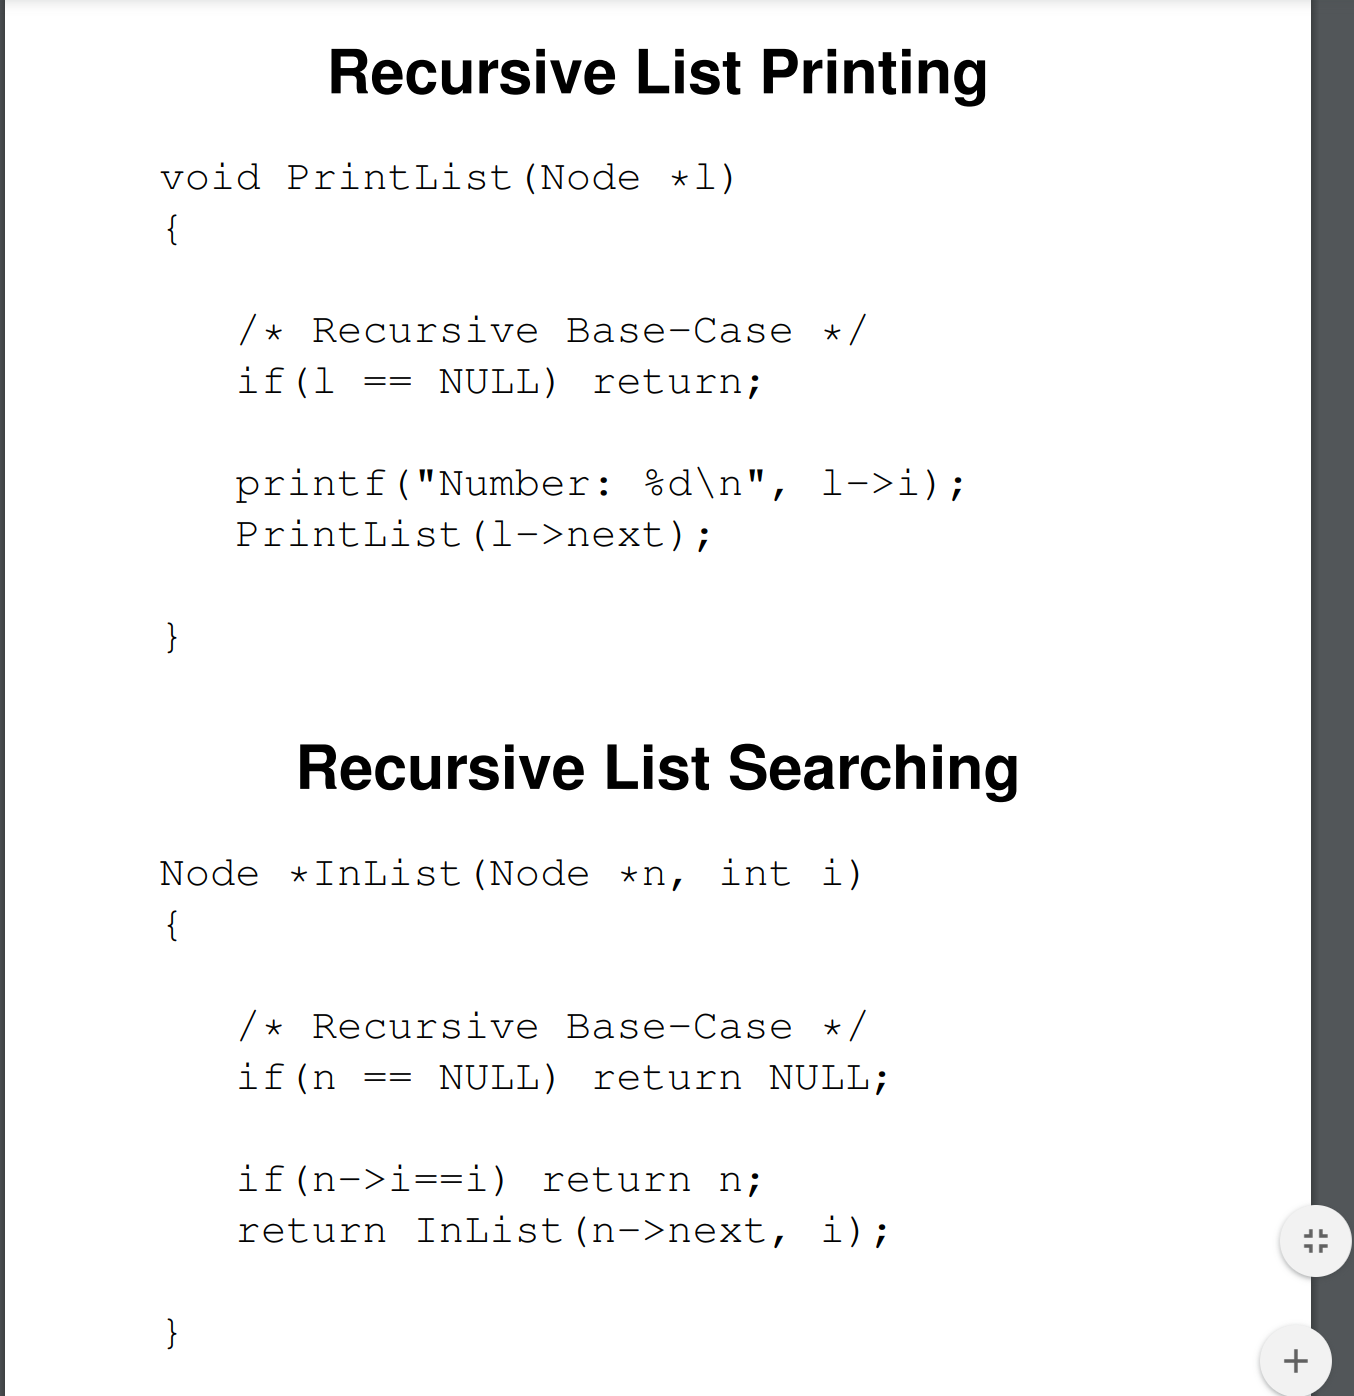 Recursive List Printing
void PrintList(Node *l)
{
/* Recursive Base-Case */
if(l == NULL) return;
printf("Number: %d\n", l->i);
PrintList(l->next);
}
Recursive List Searching
Node *InList(Node *n, int i)
{
/* Recursive Base-Case */
if(n == NULL) return NULL;
if(n->i==i) return n;
return InList(n->next, i);
}